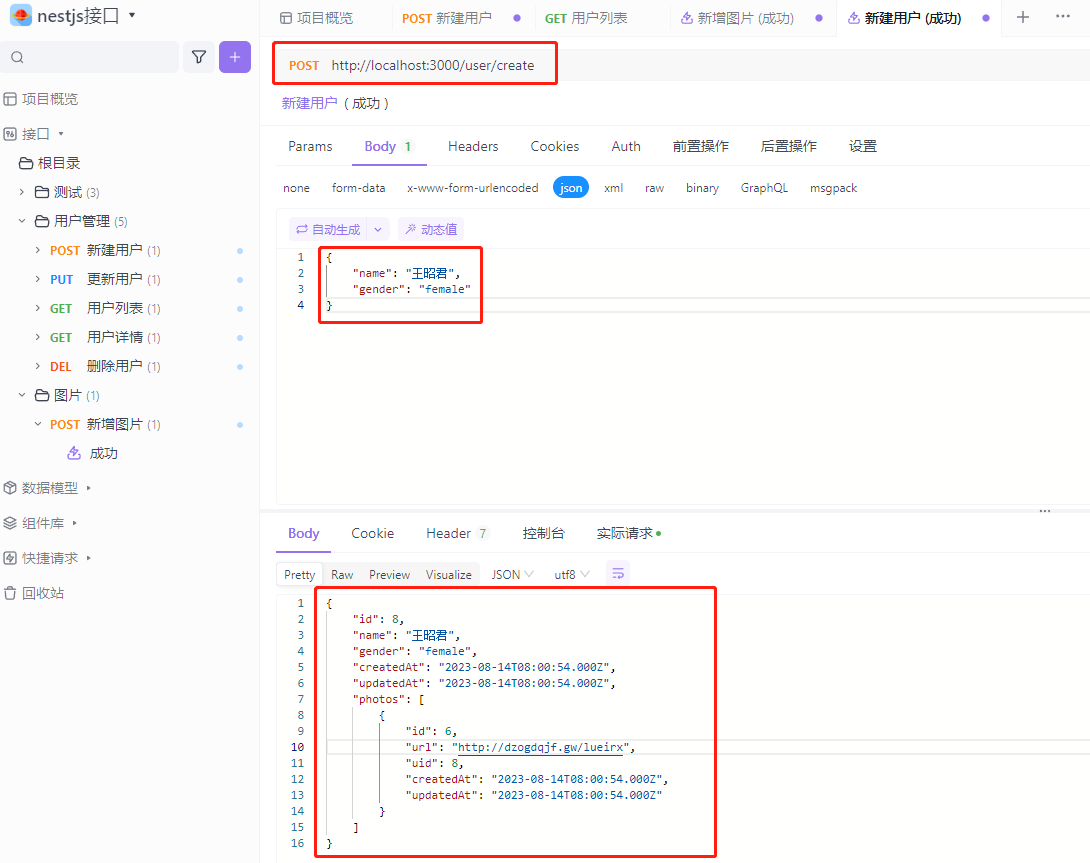 nestjs接口
项目概览
POST 新建用户
GET 用户列表
新增图片 (成功)
新建用户 (成功)
POST http://localhost:3000/user/create
新建用户 ( 成功 )
Params Body 1 Headers Cookies Auth 前置操作 后置操作 设置
none form-data x-www-form-urlencoded json xml raw binary GraphQL msgpack
自动生成 动态值
1 {
2 "name": "王昭君",
3 "gender": "female"
4 }
项目概览
接口
根目录
测试 (3)
用户管理 (5)
POST 新建用户 (1)
PUT 更新用户 (1)
GET 用户列表 (1)
GET 用户详情 (1)
DEL 删除用户 (1)
图片 (1)
POST 新增图片 (1)
成功
数据模型
组件库
快捷请求
回收站
Body Cookie Header 7 控制台 实际请求
Pretty Raw Preview Visualize JSON utf8
1 {
2 "id": 8,
3 "name": "王昭君",
4 "gender": "female",
5 "createdAt": "2023-08-14T08:00:54.000Z",
6 "updatedAt": "2023-08-14T08:00:54.000Z",
7 "photos": [
8 {
9 "id": 6,
10 "url": "http://dzogdqjf.gw/lueirx",
11 "uid": 8,
12 "createdAt": "2023-08-14T08:00:54.000Z",
13 "updatedAt": "2023-08-14T08:00:54.000Z"
14 }
15 ]
16 }